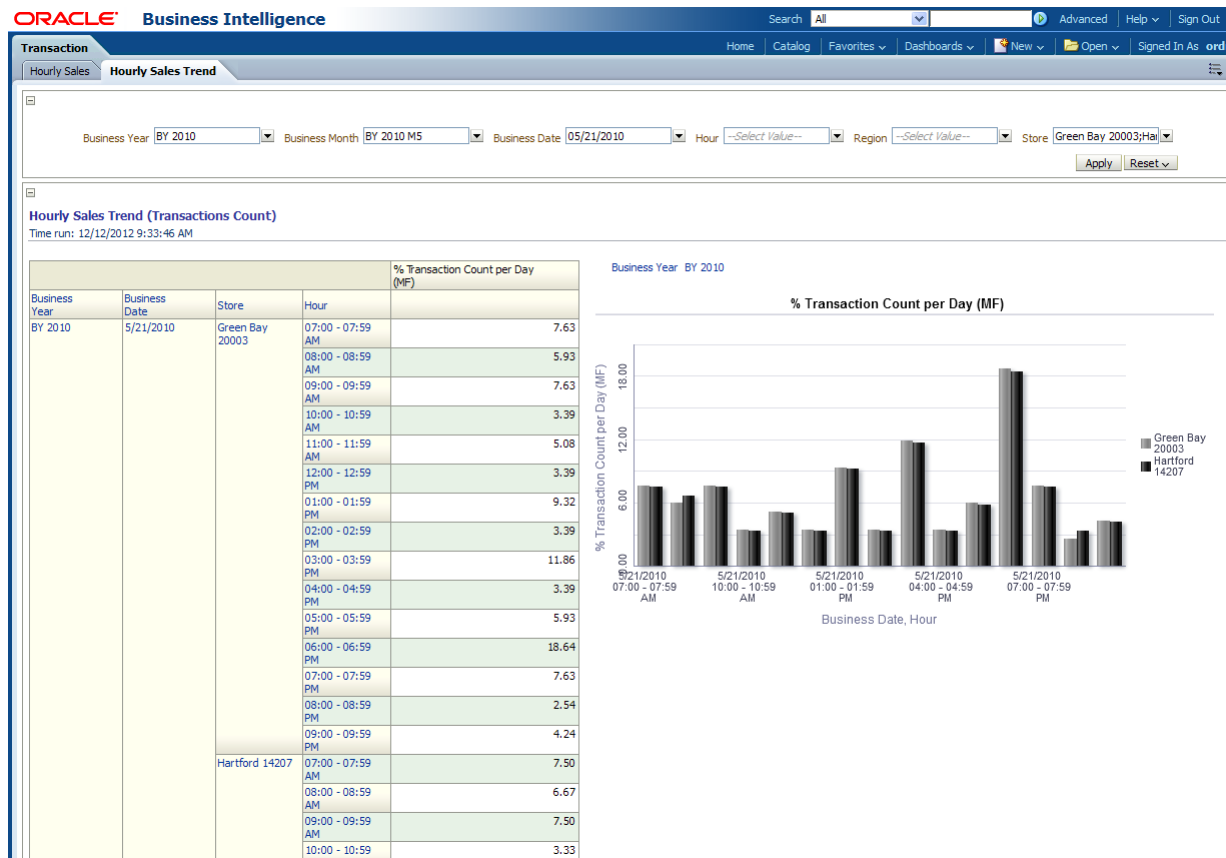 ORACLE Business Intelligence
Search All Advanced Help Sign Out
Transaction
Home Catalog Favorites Dashboards New Open Signed In As ord
Hourly Sales Hourly Sales Trend
Business Year BY 2010 Business Month BY 2010 M5 Business Date 05/21/2010 Hour --Select Value-- Region --Select Value-- Store Green Bay 20003;Har
Apply Reset
Hourly Sales Trend (Transactions Count)
Time run: 12/12/2012 9:33:46 AM
% Transaction Count per Day
(MF)
Business
Year
Business
Date
Store
Hour
BY 2010
5/21/2010
Green Bay
20003
07:00 - 07:59
AM
7.63
08:00 - 08:59
AM
5.93
09:00 - 09:59
AM
7.63
10:00 - 10:59
AM
3.39
11:00 - 11:59
AM
5.08
12:00 - 12:59
PM
3.39
01:00 - 01:59
PM
9.32
02:00 - 02:59
PM
3.39
03:00 - 03:59
PM
11.86
04:00 - 04:59
PM
3.39
05:00 - 05:59
PM
5.93
06:00 - 06:59
PM
18.64
07:00 - 07:59
PM
7.63
08:00 - 08:59
PM
2.54
09:00 - 09:59
PM
4.24
Hartford 14207
07:00 - 07:59
AM
7.50
08:00 - 08:59
AM
6.67
09:00 - 09:59
AM
7.50
10:00 - 10:59
3.33
Business Year BY 2010
% Transaction Count per Day (MF)
% Transaction Count per Day (MF)
18.00
12.00
6.00
0.00
5/21/2010
07:00 - 07:59
AM
5/21/2010
10:00 - 10:59
AM
5/21/2010
01:00 - 01:59
PM
5/21/2010
04:00 - 04:59
PM
5/21/2010
07:00 - 07:59
PM
Business Date, Hour
Green Bay
20003
Hartford
14207